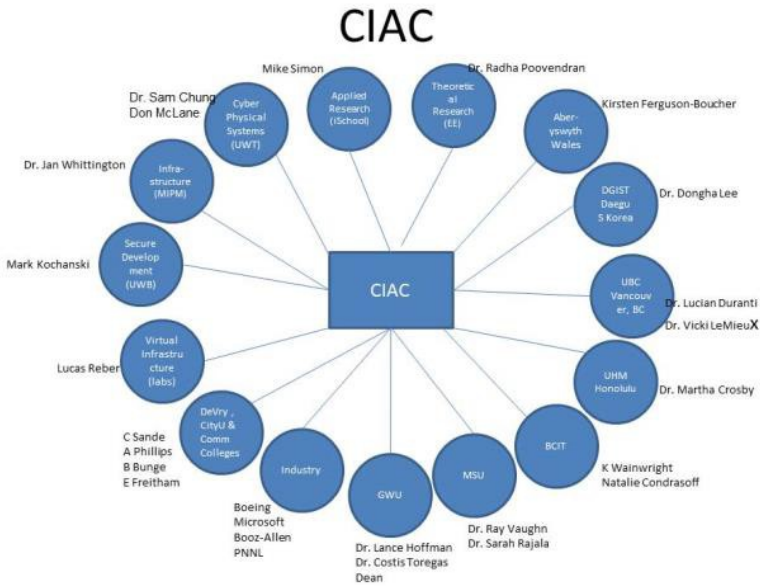 CIAC
Mike Simon
Applied
Research
(iSchool)
Dr. Radha Poovendran
Theoretic
al
Research
(EE)
Dr. Sam Chung
Don McLane
Cyber
Physical
Systems
(UWT)
Kirsten Ferguson-Boucher
Aber-
yswyth
Wales
Dr. Jan Whittington
Infra-
structure
(MIPM)
DGIST
Daegu
S Korea
Dr. Dongha Lee
Mark Kochanski
Secure
Develop
ment
(UWB)
CIAC
UBC
Vancouv
er, BC
Dr. Lucian Duranti
Dr. Vicki LeMieuX
Lucas Reber
Virtual
Infrastru
cture
(labs)
UHM
Honolulu
Dr. Martha Crosby
DeVry ,
CityU &
Comm
Colleges
C Sande
A Phillips
B Bunge
E Freitham
Industry
Boeing
Microsoft
Booz-Allen
PNNL
GWU
Dr. Lance Hoffman
Dr. Costis Toregas
Dean
MSU
Dr. Ray Vaughn
Dr. Sarah Rajala
BCIT
K Wainwright
Natalie Condrasoff